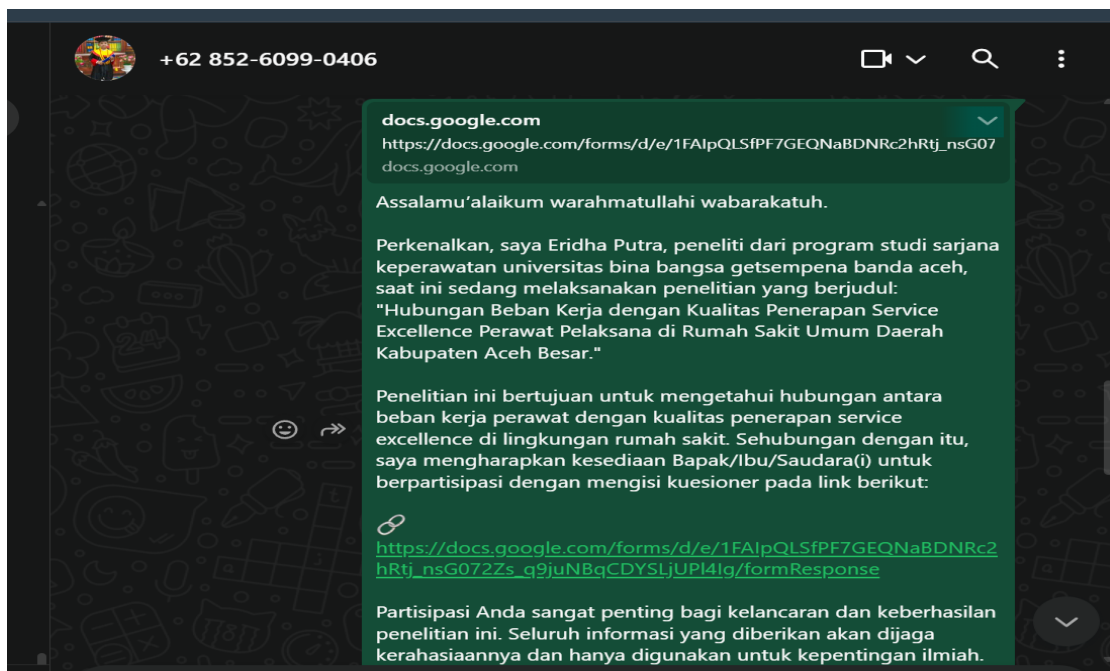 +62 852-6099-0406
docs.google.com
https://docs.google.com/forms/d/e/1FAIpQLSfPF7GEQNaBDNRc2hRtj_nsG07
docs.google.com
Assalamu'alaikum warahmatullahi wabarakatuh.
Perkenalkan, saya Eridha Putra, peneliti dari program studi sarjana
keperawatan universitas bina bangsa getsempena banda aceh,
saat ini sedang melaksanakan penelitian yang berjudul:
"Hubungan Beban Kerja dengan Kualitas Penerapan Service
Excellence Perawat Pelaksana di Rumah Sakit Umum Daerah
Kabupaten Aceh Besar."
Penelitian ini bertujuan untuk mengetahui hubungan antara
beban kerja perawat dengan kualitas penerapan service
excellence di lingkungan rumah sakit. Sehubungan dengan itu,
saya mengharapkan kesediaan Bapak/Ibu/Saudara(i) untuk
berpartisipasi dengan mengisi kuesioner pada link berikut:
https://docs.google.com/forms/d/e/1FAIpQLSfPF7GEQNaBDNRc2
hRtj_nsG072Zs_q9juNBqCDYSLjUPl4Ig/formResponse
Partisipasi Anda sangat penting bagi kelancaran dan keberhasilan
penelitian ini. Seluruh informasi yang diberikan akan dijaga
kerahasiaannya dan hanya digunakan untuk kepentingan ilmiah.